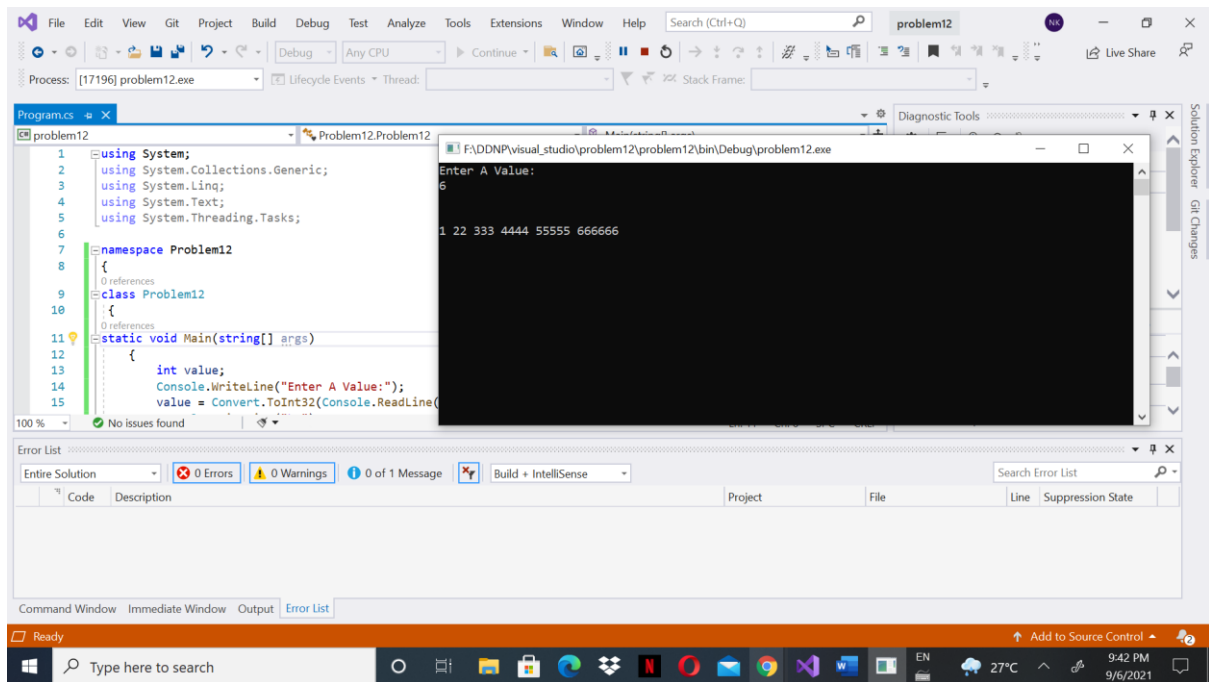 File Edit View Git Project Build Debug Test Analyze Tools Extensions Window Help Search (Ctrl+Q) problem12 NK
Debug Any CPU Continue Live Share
Process: [17196] problem12.exe Lifecycle Events Thread: Stack Frame:
Program.cs Diagnostic Tools
problem12 Problem12.Problem12 Main(string[] args)
F:\DDNP\visual_studio\problem12\problem12\bin\Debug\problem12.exe
Enter A Value:
6
1 22 333 4444 55555 666666
1 using System;
2 using System.Collections.Generic;
3 using System.Linq;
4 using System.Text;
5 using System.Threading.Tasks;
6
7 namespace Problem12
8 {
0 references
9 class Problem12
10 {
0 references
11 static void Main(string[] args)
12 {
13 int value;
14 Console.WriteLine("Enter A Value:");
15 value = Convert.ToInt32(Console.ReadLine(
100 % No issues found
Solution Explorer
Git Changes
Error List
Entire Solution 0 Errors 0 Warnings 0 of 1 Message Build + IntelliSense Search Error List
Code Description Project File Line Suppression State
Command Window Immediate Window Output Error List
Ready Add to Source Control 2
Type here to search EN 27°C 9:42 PM
9/6/2021